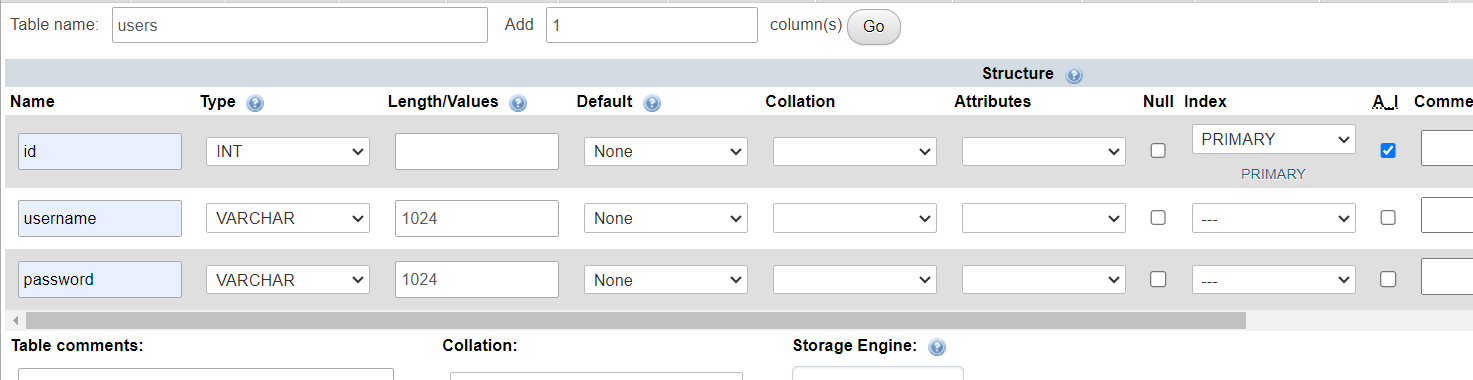 Table name: users Add 1 column(s) Go
Structure
Name Type Length/Values Default Collation Attributes Null Index A_I Comme
id INT None PRIMARY
PRIMARY
username VARCHAR 1024 None ---
password VARCHAR 1024 None ---
Table comments: Collation: Storage Engine: